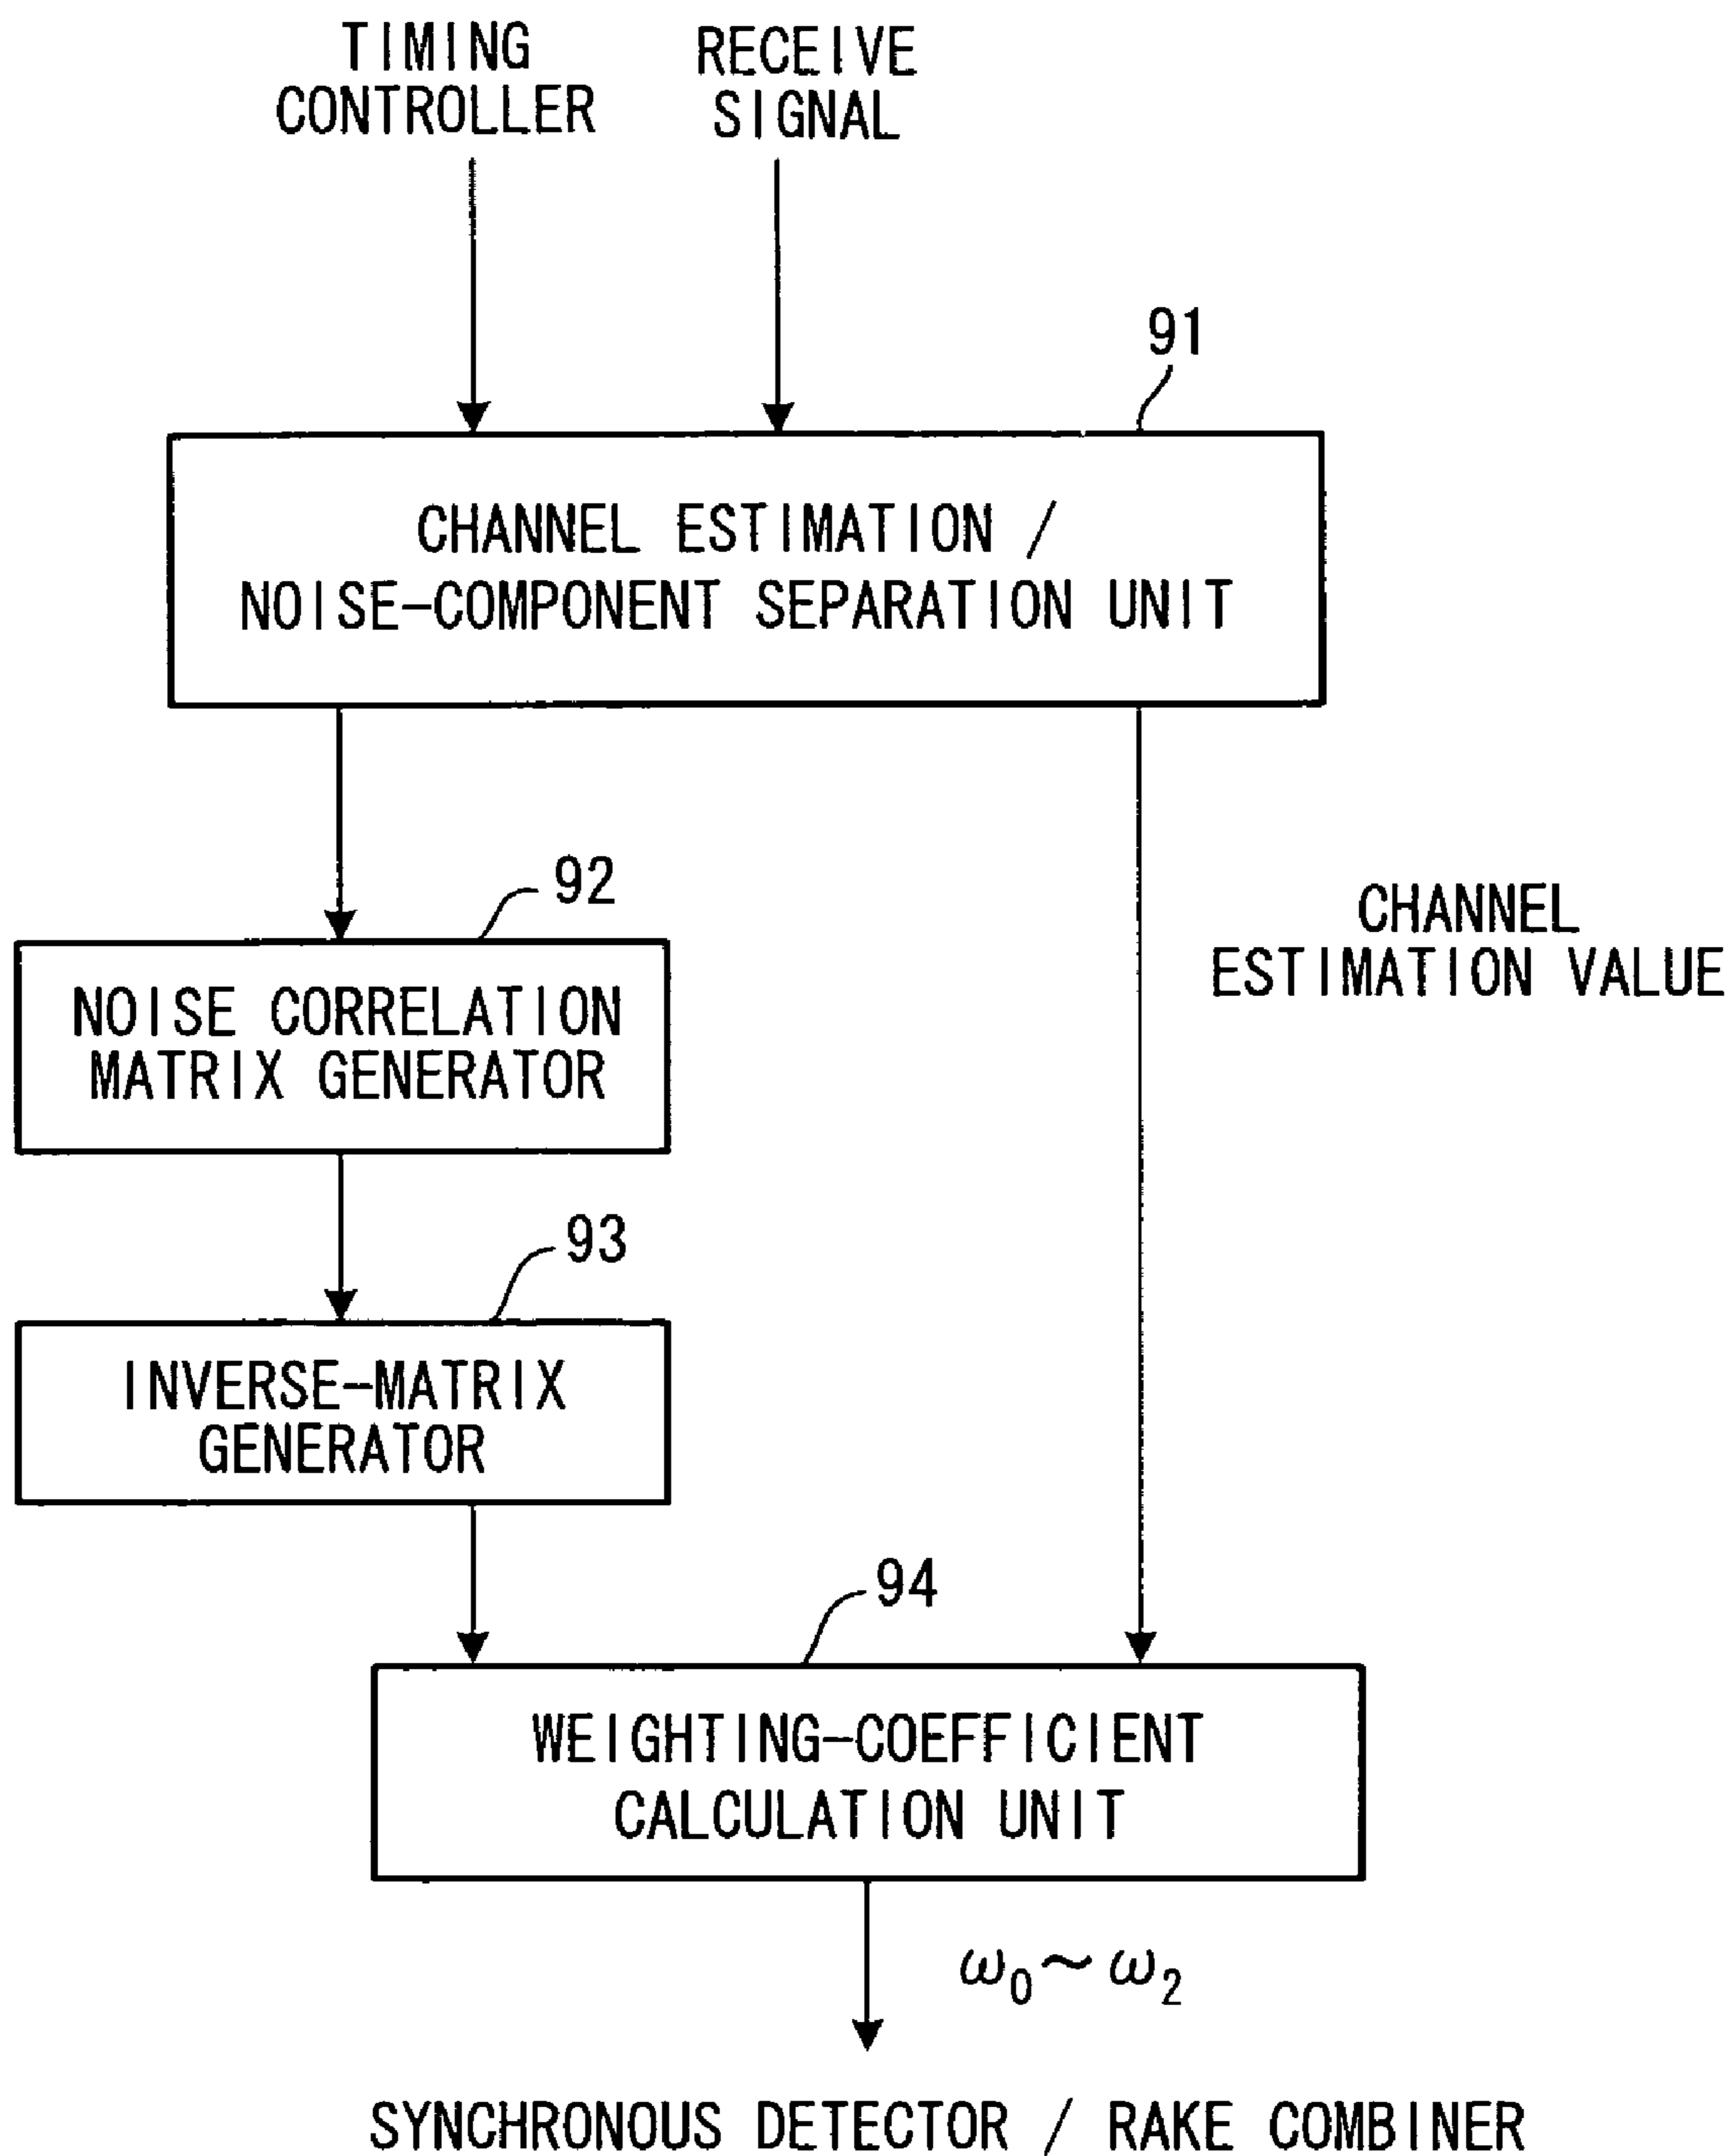 TIMING
CONTROLLER
RECEIVE
SIGNAL
91
CHANNEL ESTIMATION /
NOISE-COMPONENT SEPARATION UNIT
92
CHANNEL
ESTIMATION VALUE
NOISE CORRELATION
MATRIX GENERATOR
93
INVERSE-MATRIX
GENERATOR
94
WEIGHTING-COEFFICIENT
CALCULATION UNIT
ω₀～ω₂
SYNCHRONOUS DETECTOR / RAKE COMBINER